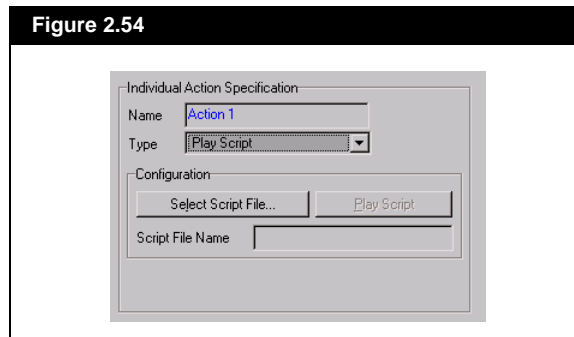 Figure 2.54
Individual Action Specification
Name Action 1
Type Play Script
Configuration
Select Script File... Play Script
Script File Name